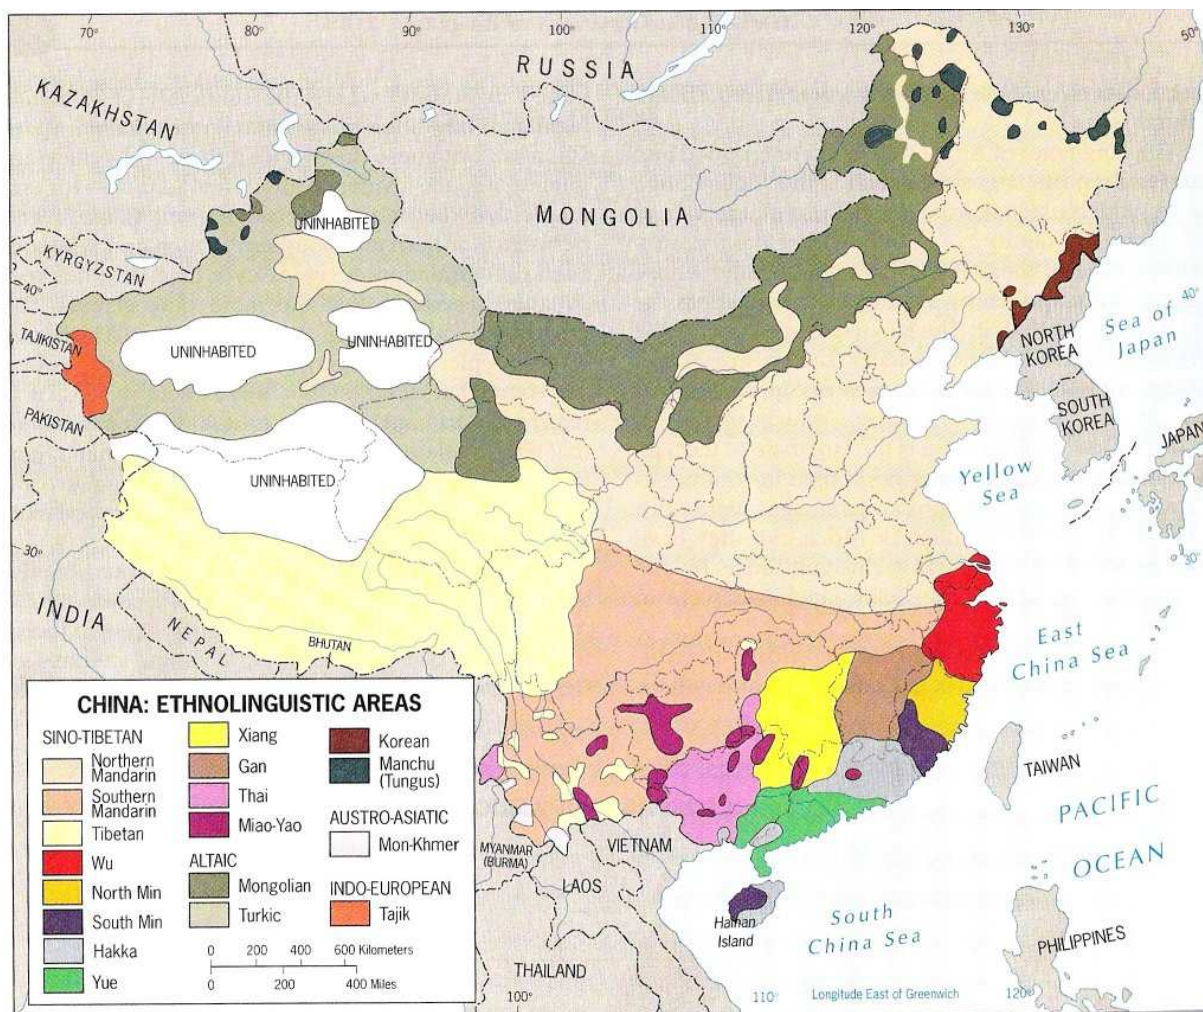 70°
80°
90°
100°
110°
120°
130°
50°
RUSSIA
KAZAKHSTAN
MONGOLIA
UNINHABITED
KYRGYZSTAN
40°
40°
TAJIKISTAN
UNINHABITED
UNINHABITED
NORTH
KOREA
Sea of
Japan
PAKISTAN
SOUTH
KOREA
JAPAN
UNINHABITED
Yellow
Sea
30°
30°
INDIA
NEPAL
BHUTAN
East
China Sea
CHINA: ETHNOLINGUISTIC AREAS
SINO-TIBETAN
Northern
Mandarin
Southern
Mandarin
Tibetan
Wu
North Min
South Min
Hakka
Yue
Xiang
Gan
Thai
Miao-Yao
ALTAIC
Mongolian
Turkic
Korean
Manchu
(Tungus)
AUSTRO-ASIATIC
Mon-Khmer
INDO-EUROPEAN
Tajik
0 200 400 600 Kilometers
0 200 400 Miles
TAIWAN
PACIFIC
OCEAN
MYANMAR
(BURMA)
VIETNAM
LAOS
Hainan
Island
South
China Sea
PHILIPPINES
THAILAND
100°
110°
Longitude East of Greenwich
120°